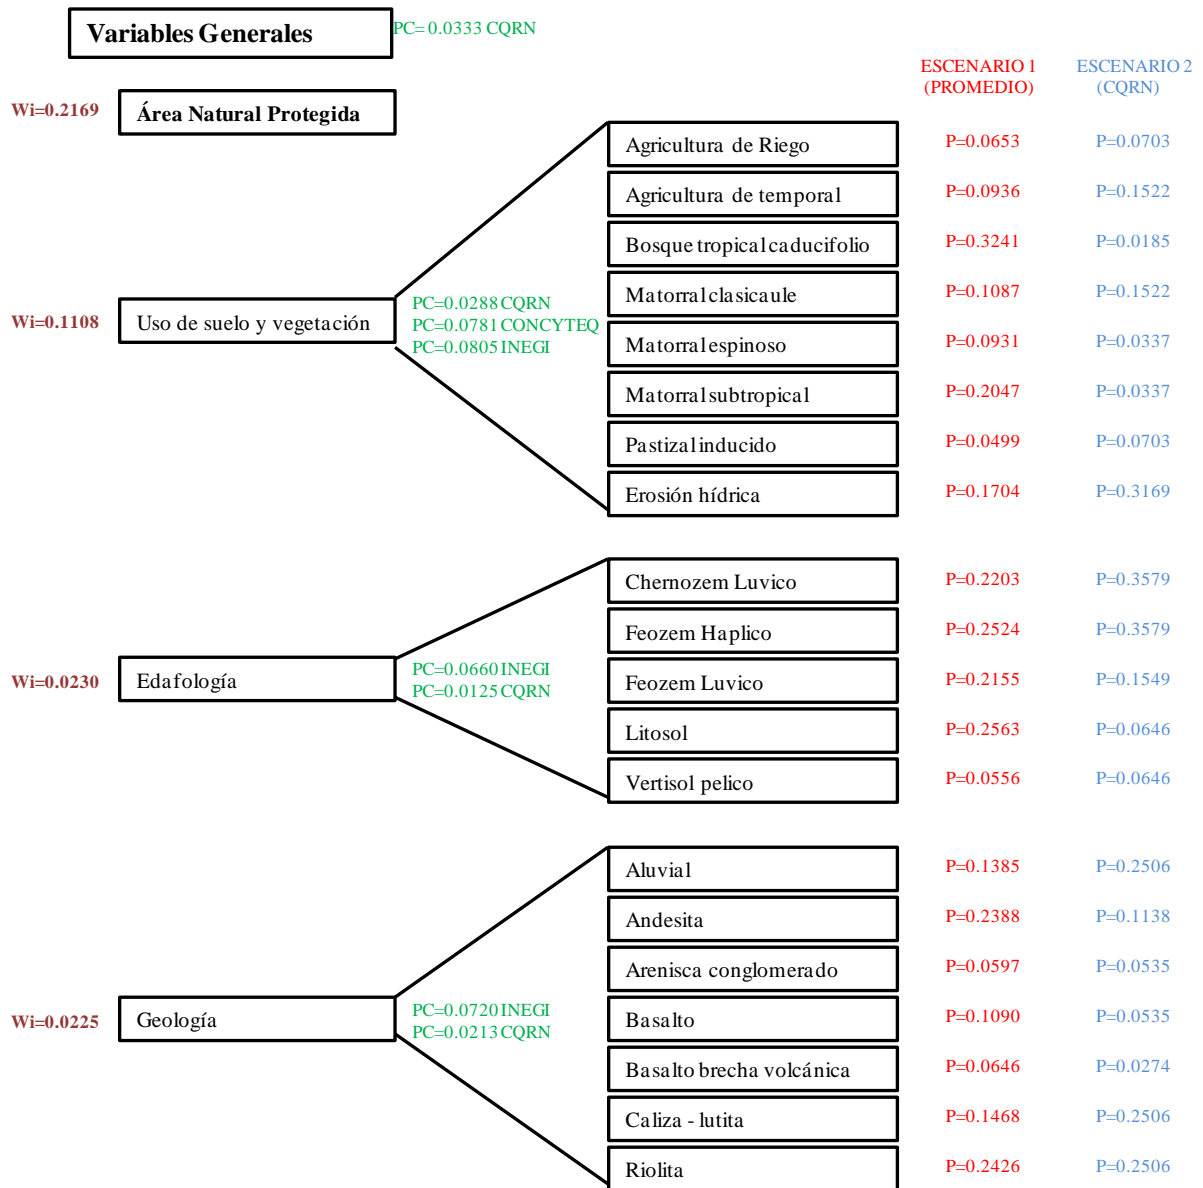 Variables Generales PC= 0.0333 CQRN
ESCENARIO 1 ESCENARIO 2
(PROMEDIO) (CQRN)
Wi=0.2169 Área Natural Protegida
Agricultura de Riego P=0.0653 P=0.0703
Agricultura de temporal P=0.0936 P=0.1522
Bosque tropical caducifolio P=0.3241 P=0.0185
Matorral clasicaule P=0.1087 P=0.1522
PC=0.0288 CQRN
Wi=0.1108 Uso de suelo y vegetación PC=0.0781 CONCYTEQ
PC=0.0805 INEGI
Matorral espinoso P=0.0931 P=0.0337
Matorral subtropical P=0.2047 P=0.0337
Pastizal inducido P=0.0499 P=0.0703
Erosión hídrica P=0.1704 P=0.3169
Chernozem Luvico P=0.2203 P=0.3579
Feozem Haplico P=0.2524 P=0.3579
PC=0.0660 INEGI
Wi=0.0230 Edafología PC=0.0125 CQRN
Feozem Luvico P=0.2155 P=0.1549
Litosol P=0.2563 P=0.0646
Vertisol pelico P=0.0556 P=0.0646
Aluvial P=0.1385 P=0.2506
Andesita P=0.2388 P=0.1138
Arenisca conglomerado P=0.0597 P=0.0535
PC=0.0720 INEGI
Wi=0.0225 Geología PC=0.0213 CQRN
Basalto P=0.1090 P=0.0535
Basalto brecha volcánica P=0.0646 P=0.0274
Caliza - lutita P=0.1468 P=0.2506
Riolita P=0.2426 P=0.2506